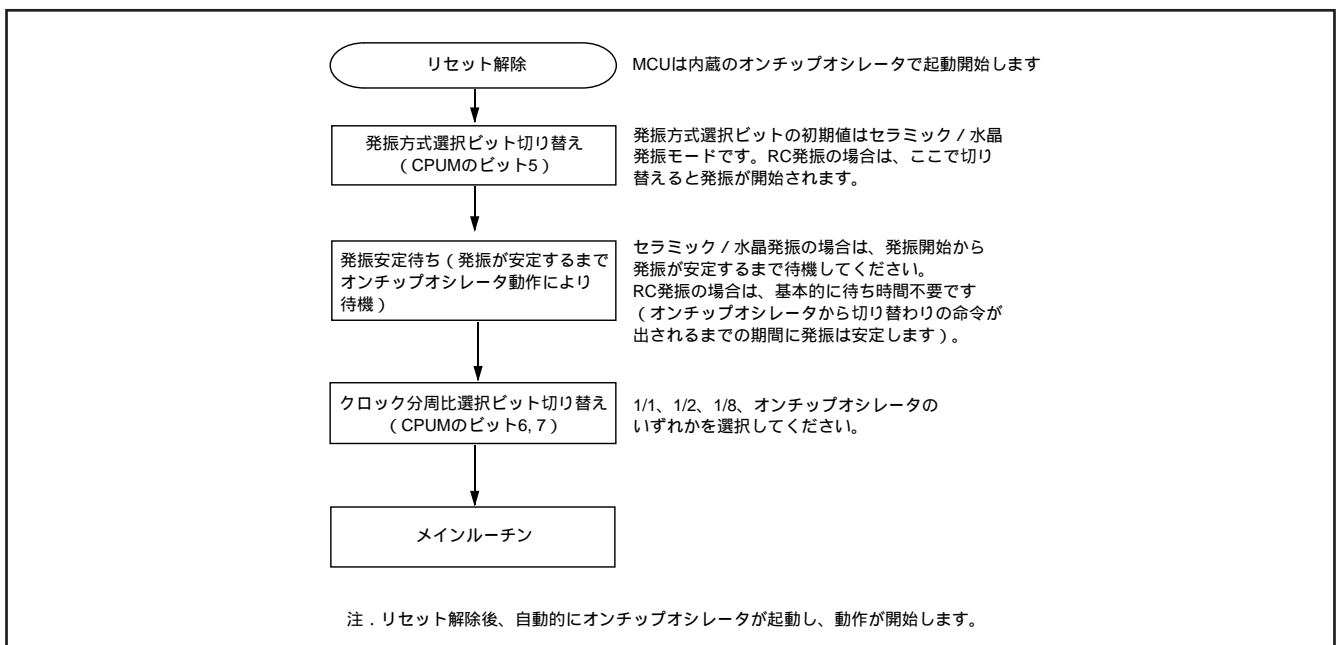 リセット解除
MCUは内蔵のオンチップオシレータで起動開始します
発振方式選択ビット切り替え
(CPUMのビット5)
発振方式選択ビットの初期値はセラミック / 水晶
発振モードです。RC発振の場合は、ここで切り
替えると発振が開始されます。
発振安定待ち(発振が安定するまで
オンチップオシレータ動作により
待機)
セラミック / 水晶発振の場合は、発振開始から
発振が安定するまで待機してください。
RC発振の場合は、基本的に待ち時間不要です
(オンチップオシレータから切り替わりの命令が
出されるまでの期間に発振は安定します)。
クロック分周比選択ビット切り替え
(CPUMのビット6, 7)
1/1、1/2、1/8、オンチップオシレータの
いずれかを選択してください。
メインルーチン
注.リセット解除後、自動的にオンチップオシレータが起動し、動作が開始します。